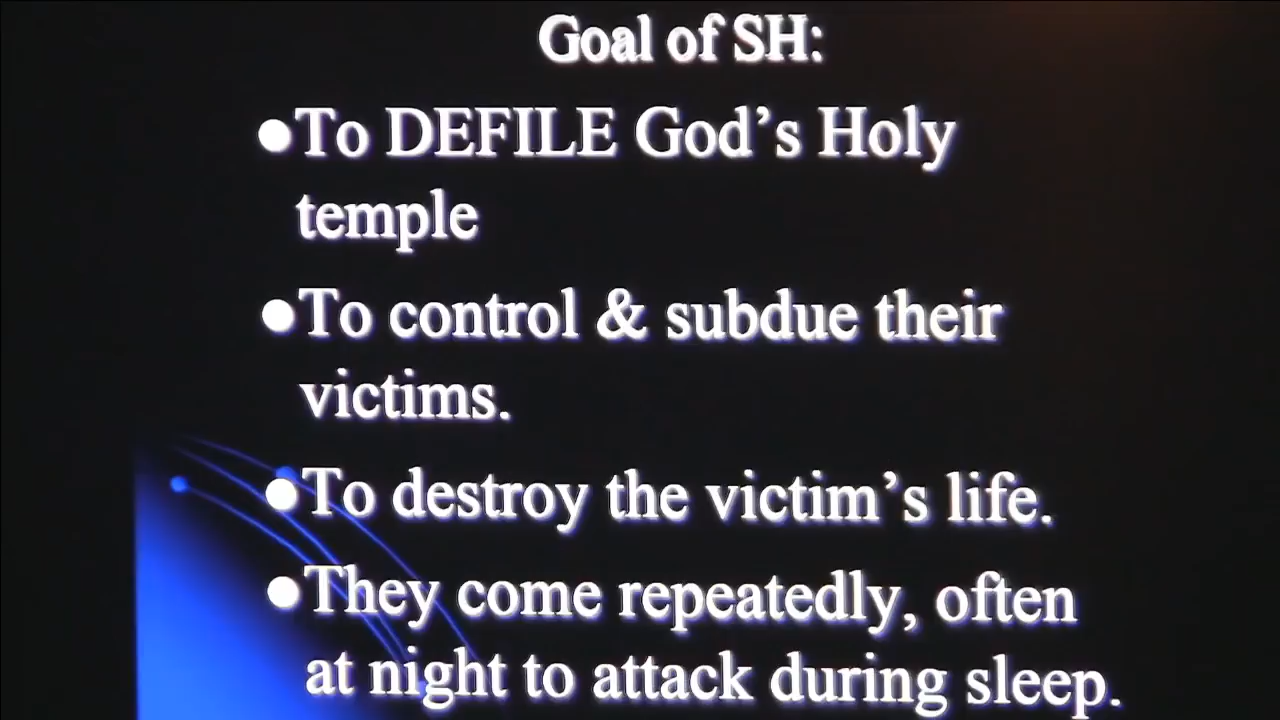 Goal of SH:
●To DEFILE God’s Holy
temple
●To control & subdue their
victims.
●To destroy the victim’s life.
●They come repeatedly, often
at night to attack during sleep.